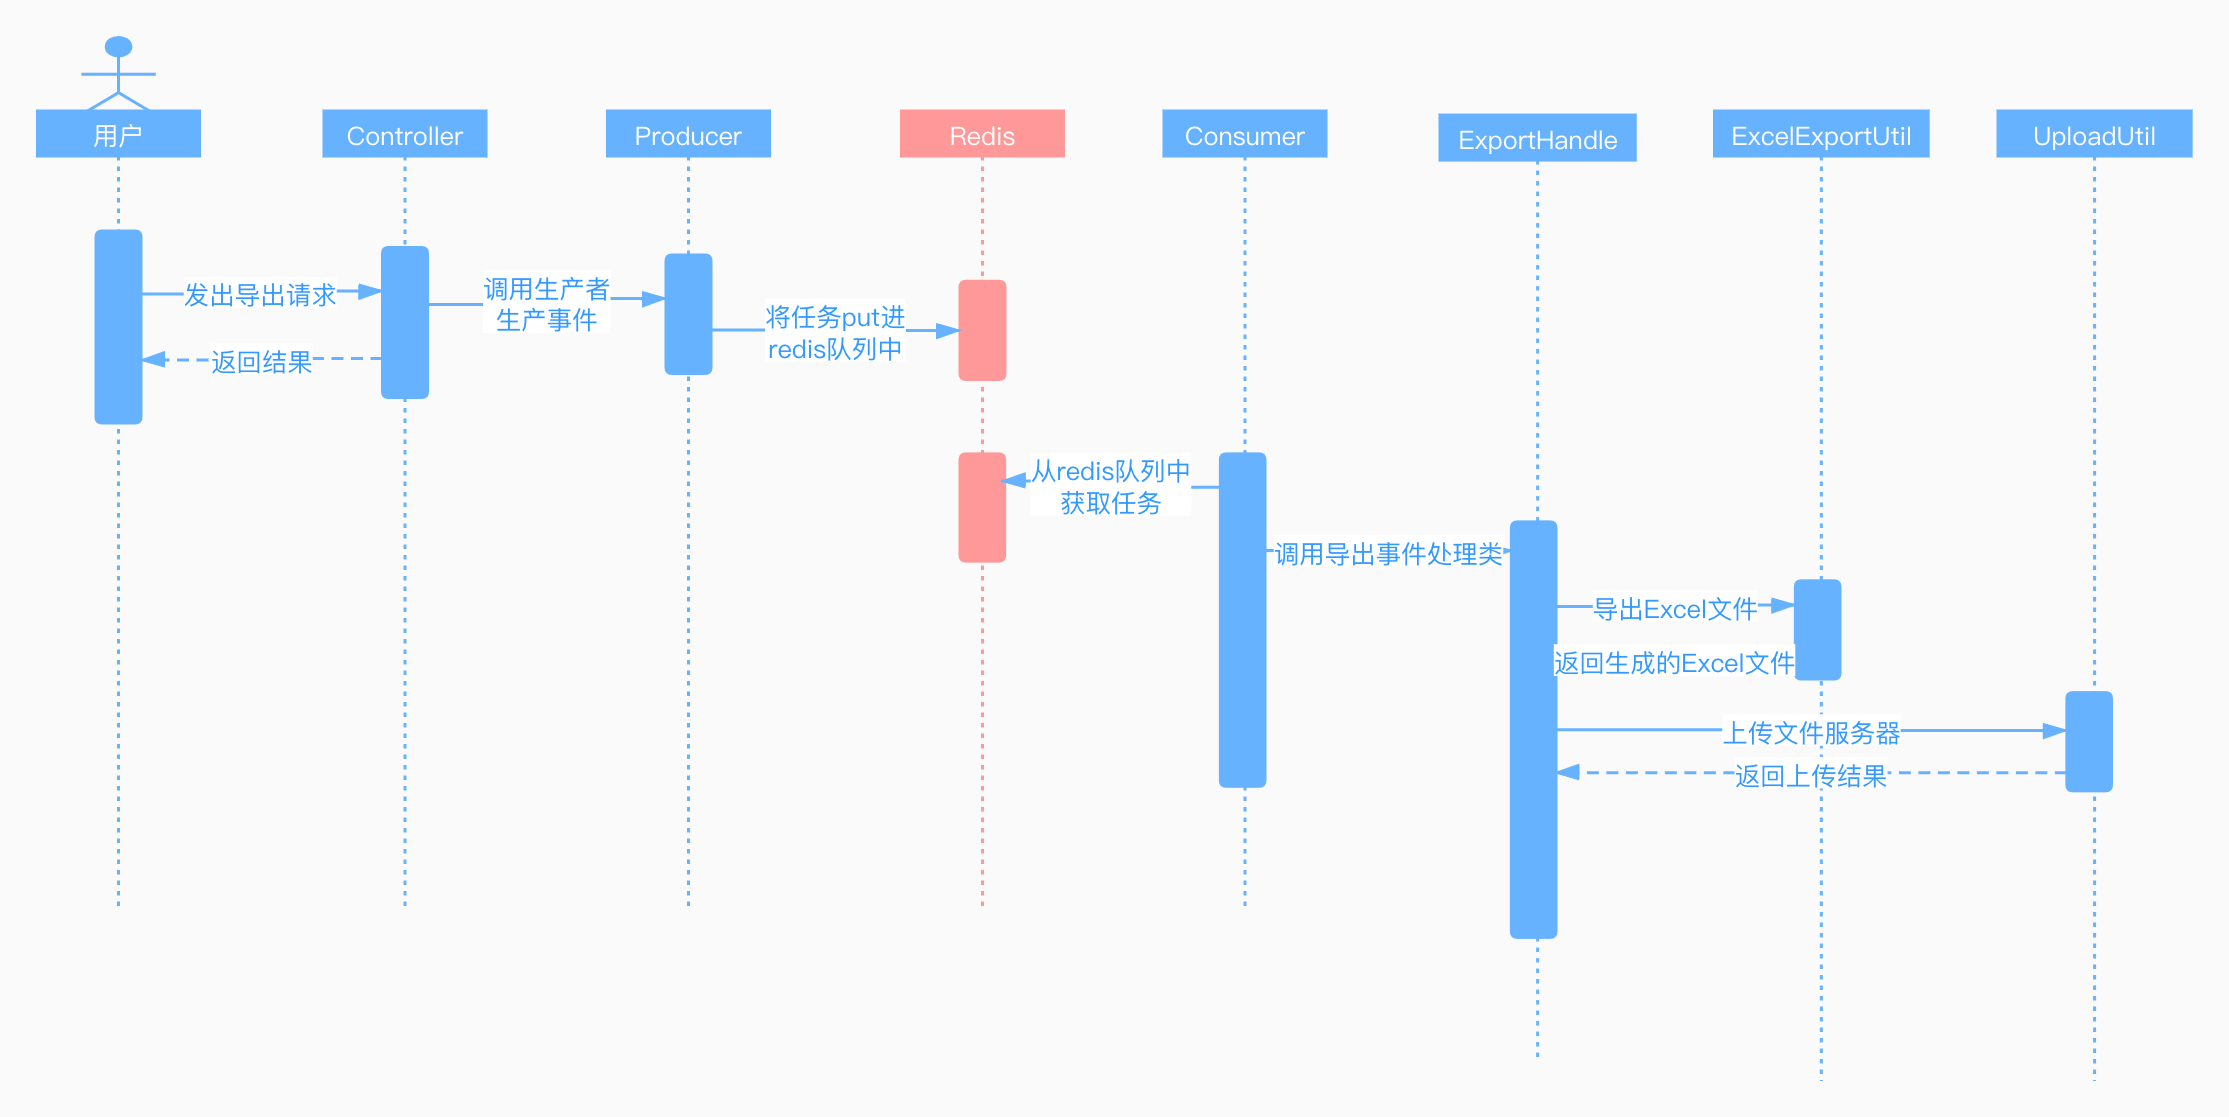 用户
Controller
Producer
Redis
Consumer
ExportHandle
ExcelExportUtil
UploadUtil
发出导出请求
调用生产者
生产事件
将任务put进
redis队列中
返回结果
从redis队列中
获取任务
调用导出事件处理类
导出Excel文件
返回生成的Excel文件
上传文件服务器
返回上传结果